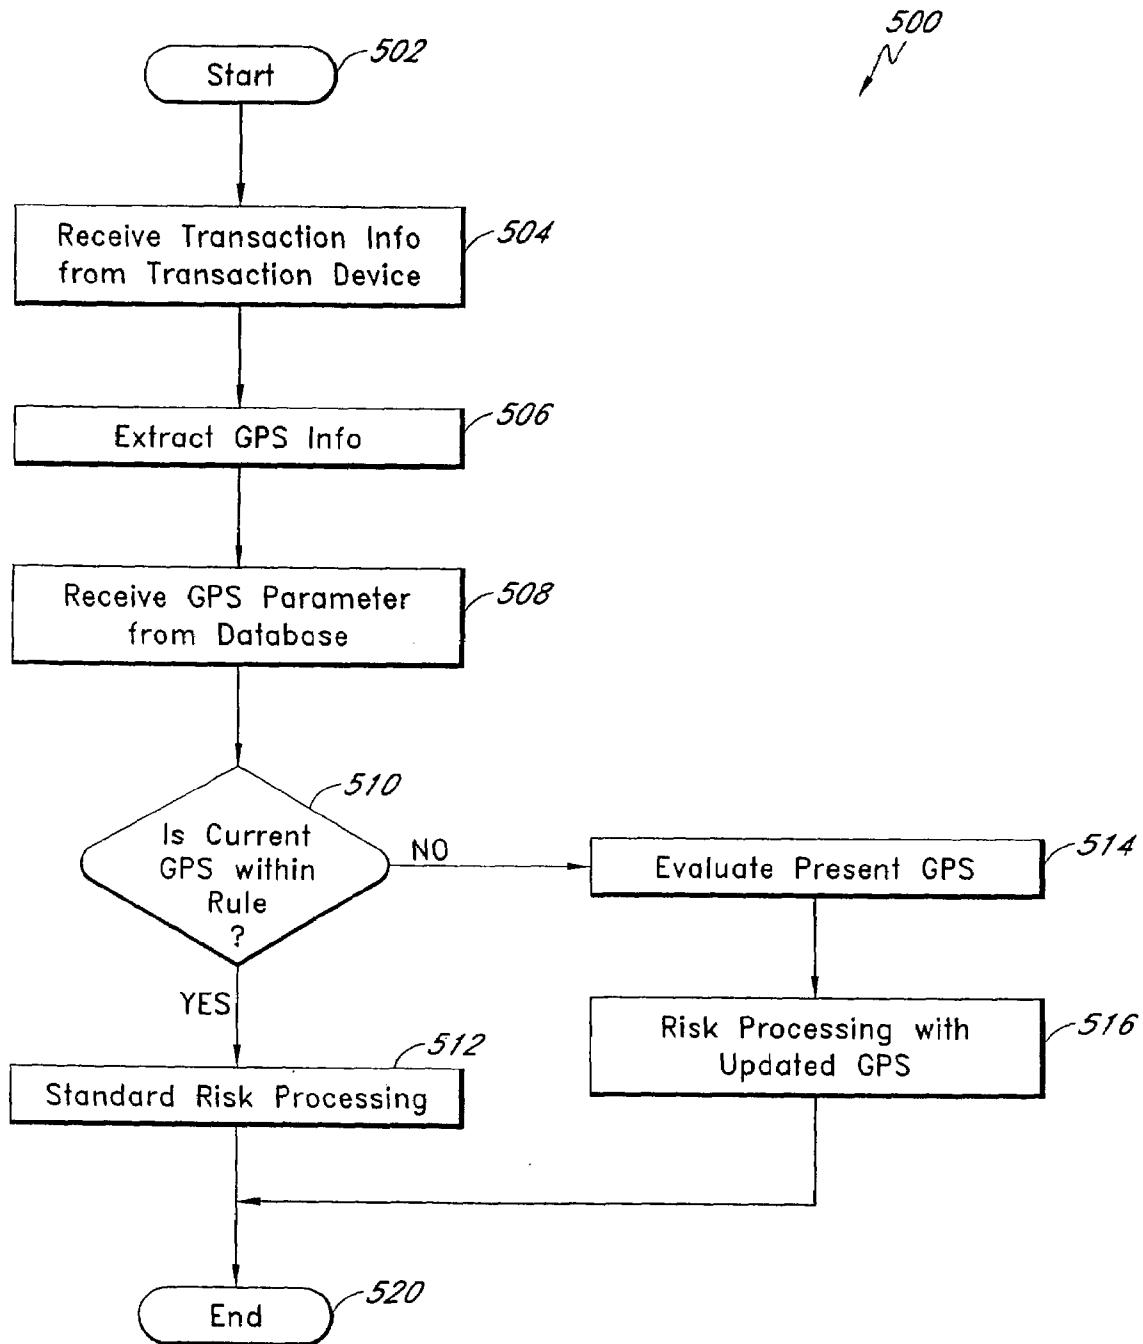 500
Start
502
Receive Transaction Info
from Transaction Device
504
Extract GPS Info
506
Receive GPS Parameter
from Database
508
510
Is Current
GPS within
Rule
?
NO
YES
Evaluate Present GPS
514
Risk Processing with
Updated GPS
516
512
Standard Risk Processing
End
520